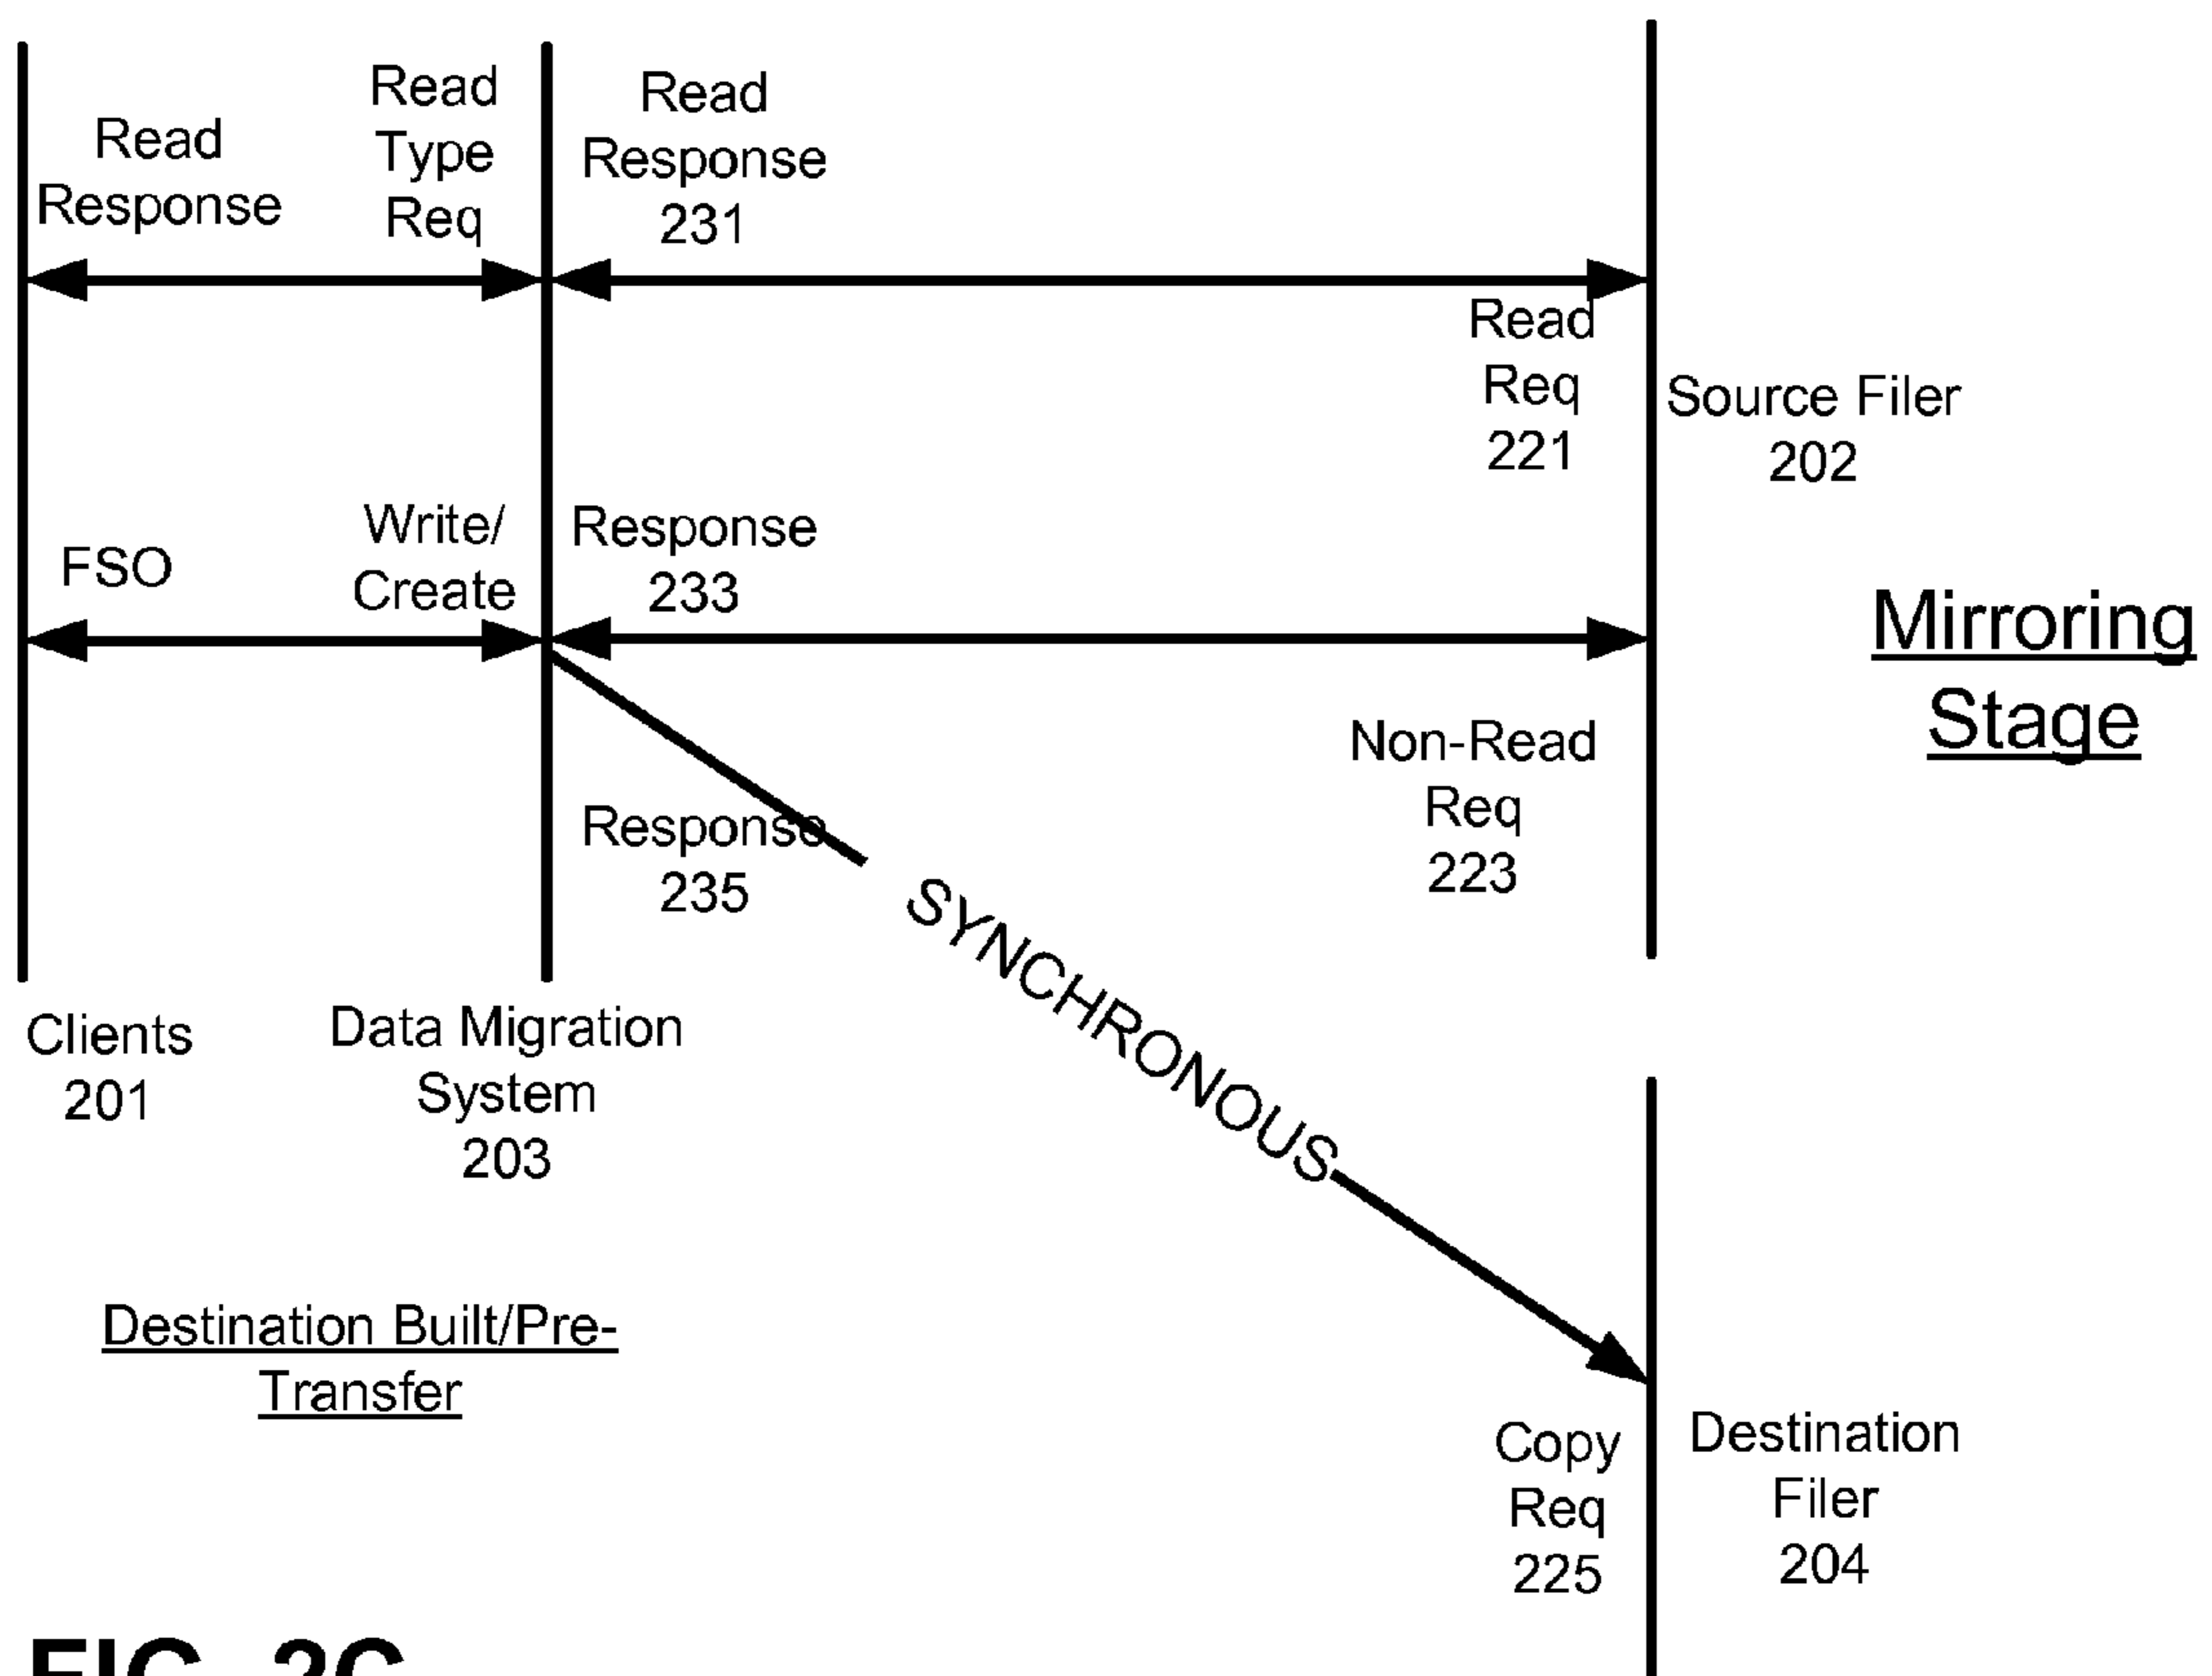 Read
Response
Read
Type
Req
Read
Response
231
Read
Req
221
Source Filer
202
FSO
Write/
Create
Response
233
Mirroring
Stage
Non-Read
Req
223
Response
235
SYNCHRONOUS
Clients
201
Data Migration
System
203
Destination Built/Pre-
Transfer
Copy
Req
225
Destination
Filer
204
FIG. 2C